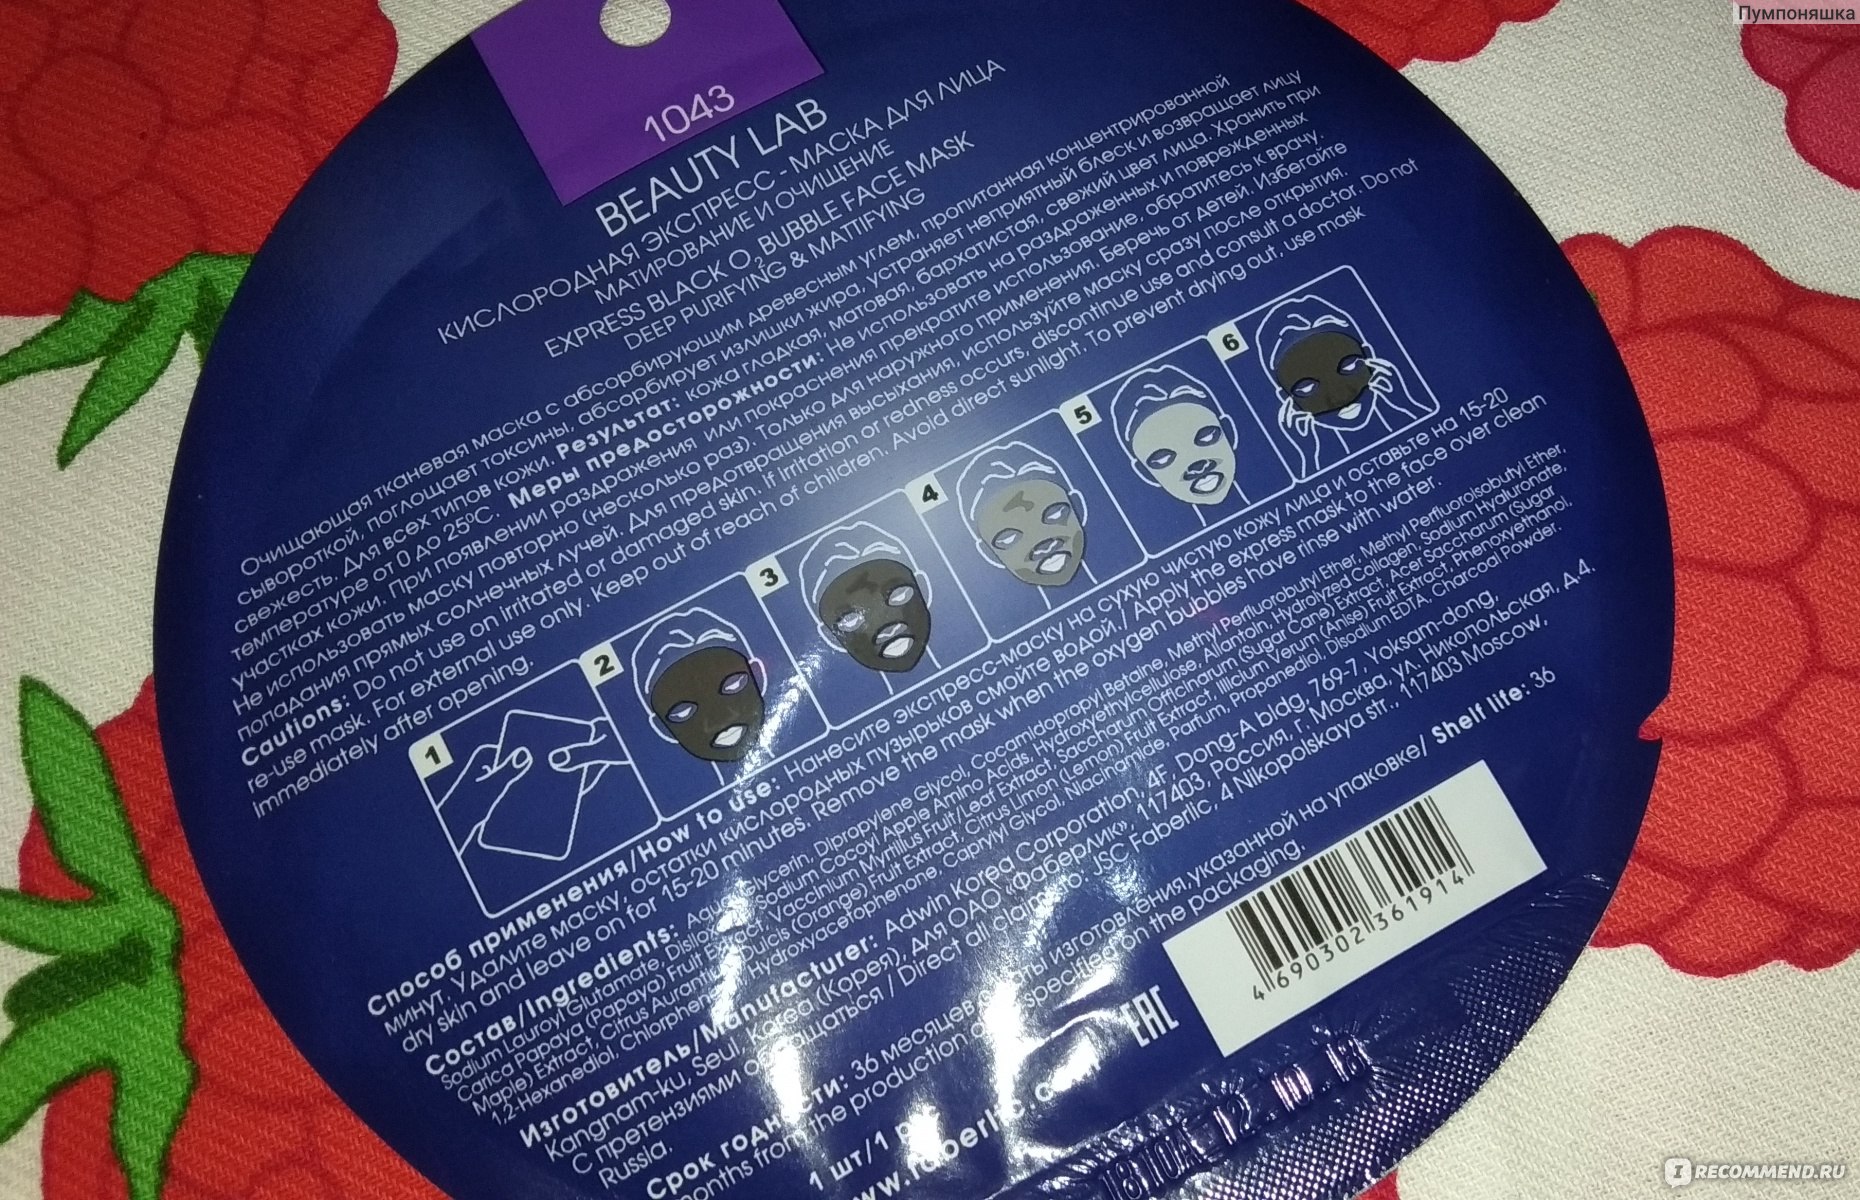 Пумпоняшка
1043
BEAUTY LAB
КИСЛОРОДНАЯ ЭКСПРЕСС - МАСКА ДЛЯ ЛИЦА
МАТИРОВАНИЕ И ОЧИЩЕНИЕ
EXPRESS BLACK O2 BUBBLE FACE MASK
DEEP PURIFYING & MATTIFYING
Очищающая тканевая маска с абсорбирующим древесным углем, пропитанная концентрированной
сывороткой, поглощает токсины, абсорбирует излишки жира, устраняет неприятный блеск и возвращает лицу
свежесть. Для всех типов кожи. Результат: кожа гладкая, матовая, бархатистая, свежий цвет лица. Хранить при
температуре от 0 до 25°С. Меры предосторожности: Не использовать на раздраженных и поврежденных
участках кожи. При появлении раздражения или покраснения прекратите использование, обратитесь к врачу.
Не использовать маску повторно (несколько раз). Только для наружного применения. Беречь от детей. Избегайте
попадания прямых солнечных лучей. Для предотвращения высыхания, используйте маску сразу после открытия.
Cautions: Do not use on irritated or damaged skin. If irritation or redness occurs, discontinue use and consult a doctor. Do not
re-use mask. For external use only. Keep out of reach of children. Avoid direct sunlight. To prevent drying out, use mask
immediately after opening.
1
2
3
4
5
6
Способ применения/How to use: Нанесите экспресс-маску на сухую чистую кожу лица и оставьте на 15-20
минут. Удалите маску, остатки кислородных пузырьков смойте водой./ Apply the express mask to the face over clean
dry skin and leave on for 15-20 minutes. Remove the mask when the oxygen bubbles have rinse with water.
Состав/Ingredients: Aqua, Glycerin, Dipropylene Glycol, Cocamidopropyl Betaine, Methyl Perfluorobutyl Ether, Methyl Perfluoroisobutyl Ether,
Sodium Lauroyl Glutamate, Sodium Cocoyl Apple Amino Acids, Hydroxyethylcellulose, Allantoin, Hydrolyzed Collagen, Sodium Hyaluronate,
Carica Papaya (Papaya) Fruit Extract, Vaccinium Myrtillus Fruit/Leaf Extract, Saccharum Officinarum (Sugar Cane) Extract, Acer Saccharum (Sugar
Maple) Extract, Citrus Aurantium Dulcis (Orange) Fruit Extract, Citrus Limon (Lemon) Fruit Extract, Illicium Verum (Anise) Fruit Extract, Phenoxyethanol,
1,2-Hexanediol, Chlorphenesin, Hydroxyacetophenone, Caprylyl Glycol, Niacinamide, Parfum, Propanediol, Disodium EDTA, Charcoal Powder.
Изготовитель/Manufacturer: Adwin Korea Corporation, 4F, Dong-A bldg, 769-7, Yoksam-dong,
Kangnam-ku, Seul, Korea (Корея), для ОАО «Фаберлик», 117403, Россия, г. Москва, ул. Никопольская, д.4.
С претензиями обращаться / Direct all claims to: JSC Faberlic, 4 Nikopolskaya str., 117403 Moscow,
Russia.
Срок годности: 36 месяцев с даты изготовления, указанной на упаковке/ Shelf life: 36
months from the production date specified on the packaging.
1 шт/1
www.faberlic.com
EAC
4690302361914
12.10.18
IRECOMMEND.RU